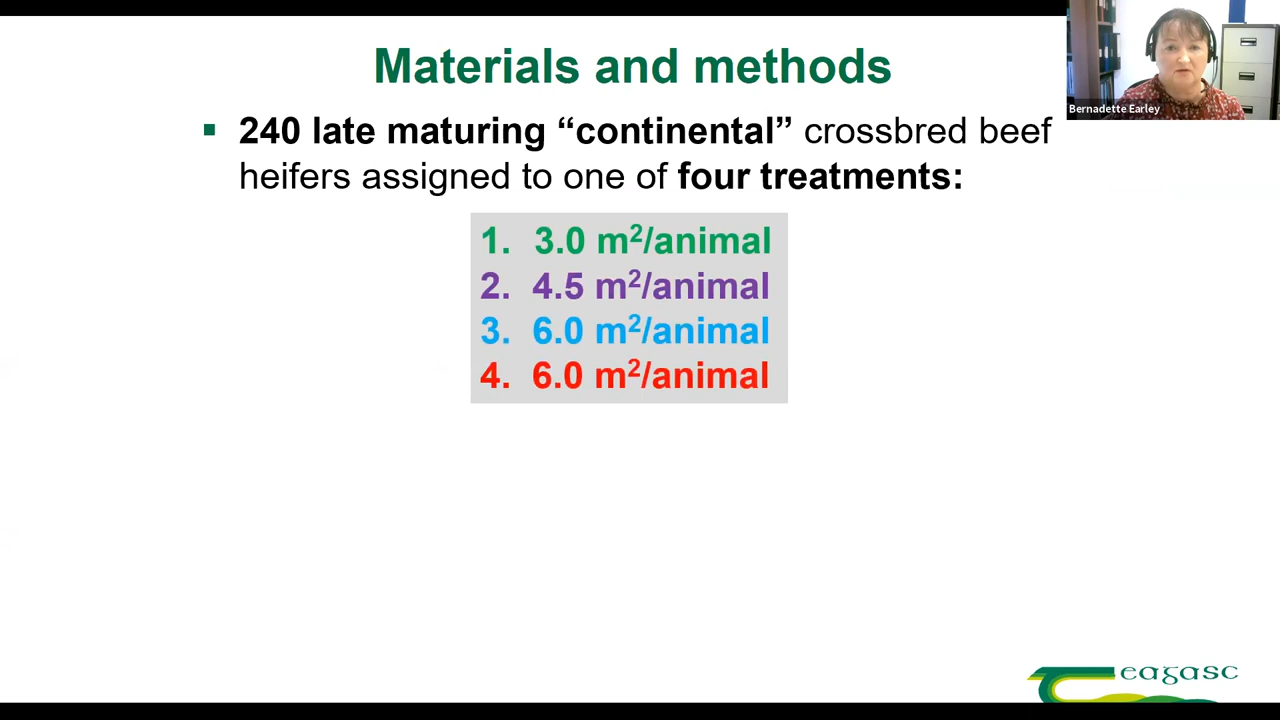 Materials and methods
▪ 240 late maturing “continental” crossbred beef
heifers assigned to one of four treatments:
1. 3.0 m²/animal
2. 4.5 m²/animal
3. 6.0 m²/animal
4. 6.0 m²/animal
Bernadette Earley
eagasc